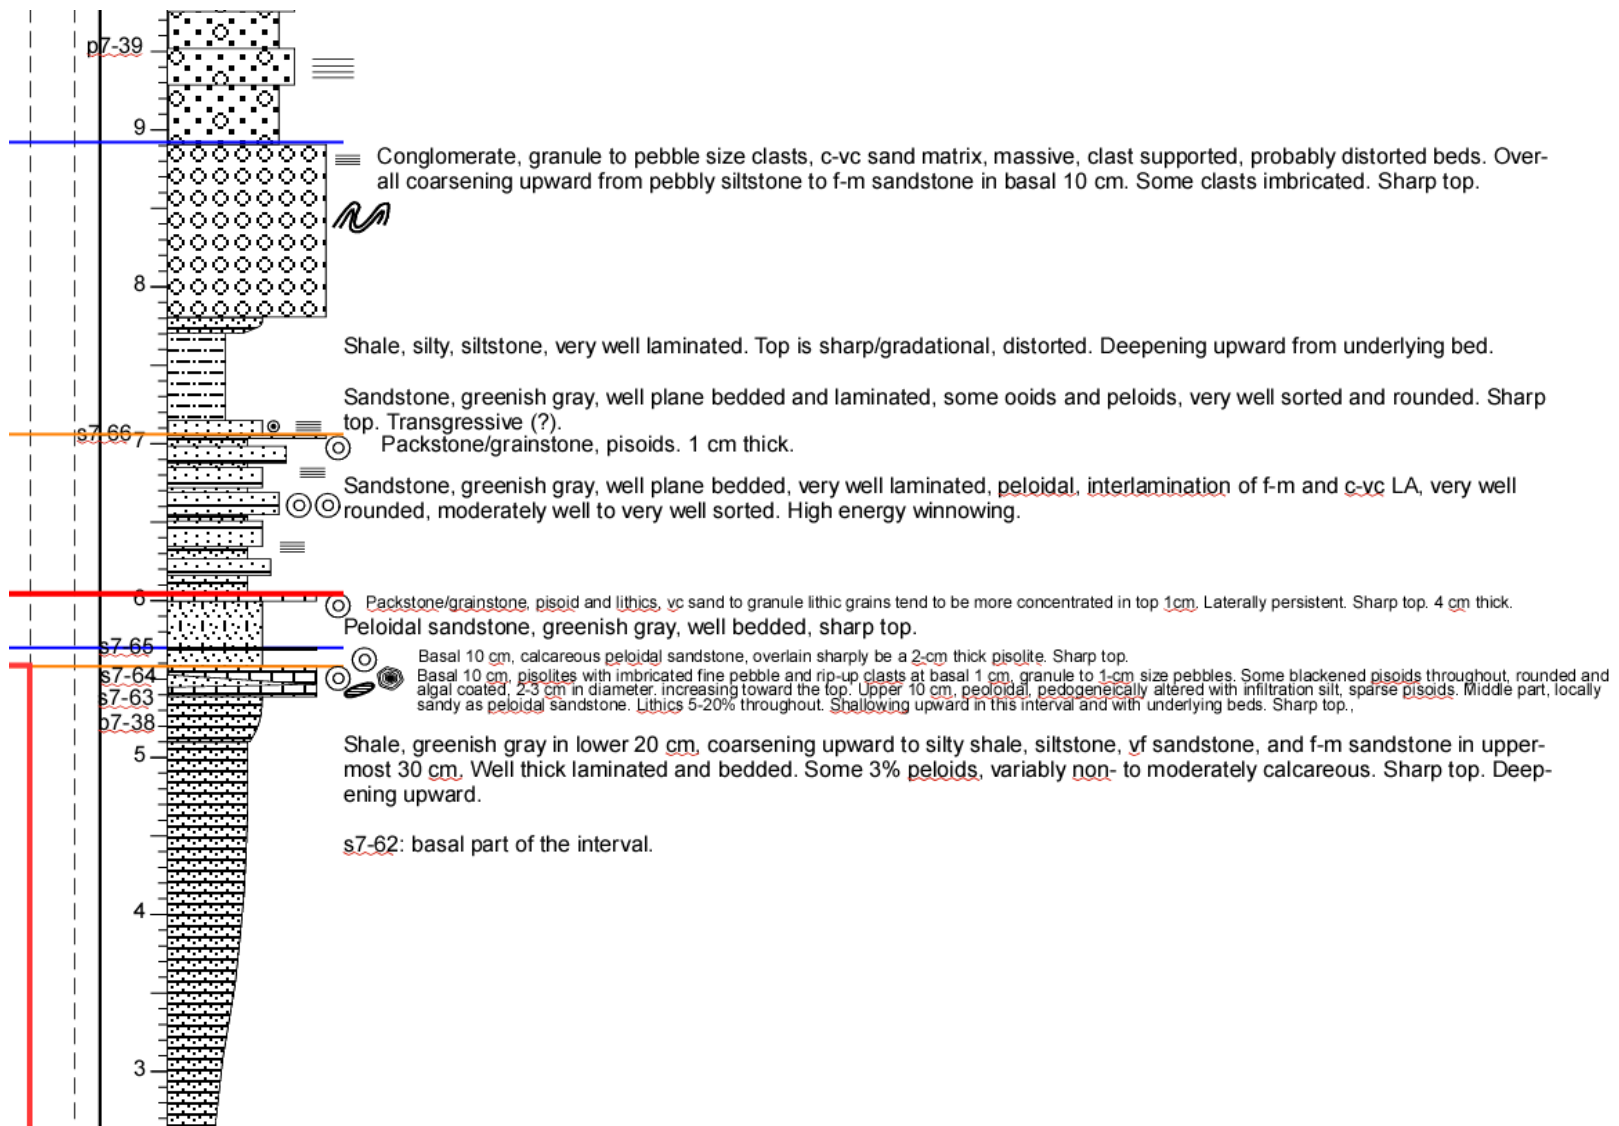 p7-39
9
Conglomerate, granule to pebble size clasts, c-vc sand matrix, massive, clast supported, probably distorted beds. Over-
all coarsening upward from pebbly siltstone to f-m sandstone in basal 10 cm. Some clasts imbricated. Sharp top.
8
Shale, silty, siltstone, very well laminated. Top is sharp/gradational, distorted. Deepening upward from underlying bed.
Sandstone, greenish gray, well plane bedded and laminated, some ooids and peloids, very well sorted and rounded. Sharp
top. Transgressive (?).
s7-66
7
Packstone/grainstone, pisoids. 1 cm thick.
Sandstone, greenish gray, well plane bedded, very well laminated, peloidal, interlamination of f-m and c-vc LA, very well
rounded, moderately well to very well sorted. High energy winnowing.
6
Packstone/grainstone, pisoid and lithics, vc sand to granule lithic grains tend to be more concentrated in top 1cm. Laterally persistent. Sharp top. 4 cm thick.
Peloidal sandstone, greenish gray, well bedded, sharp top.
s7-65
Basal 10 cm, calcareous peloidal sandstone, overlain sharply be a 2-cm thick pisolite. Sharp top.
s7-64
Basal 10 cm, pisolites with imbricated fine pebble and rip-up clasts at basal 1 cm, granule to 1-cm size pebbles. Some blackened pisoids throughout, rounded and
algal coated, 2-3 cm in diameter. increasing toward the top. Upper 10 cm, peoloidal, pedogeneically altered with infiltration silt, sparse pisoids. Middle part, locally
s7-63
sandy as peloidal sandstone. Lithics 5-20% throughout. Shallowing upward in this interval and with underlying beds. Sharp top.,
p7-38
Shale, greenish gray in lower 20 cm, coarsening upward to silty shale, siltstone, vf sandstone, and f-m sandstone in upper-
5
most 30 cm. Well thick laminated and bedded. Some 3% peloids, variably non- to moderately calcareous. Sharp top. Deep-
ening upward.
s7-62: basal part of the interval.
4
3